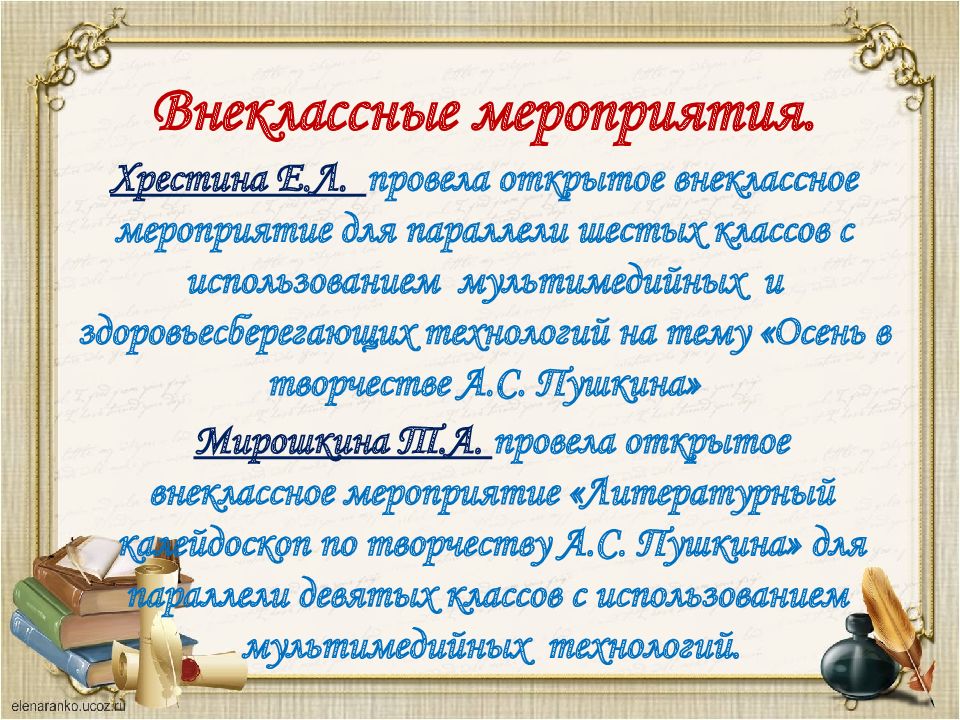 Внеклассные мероприятия.
Хрестина Е.Л. провела открытое внеклассное
мероприятие для параллели шестых классов с
использованием мультимедийных и
здоровьесберегающих технологий на тему «Осень в
творчестве А.С. Пушкина»
Мирошкина Т.А. провела открытое
внеклассное мероприятие «Литературный
калейдоскоп по творчеству А.С. Пушкина» для
параллели девятых классов с использованием
мультимедийных технологий.
elenaranko.ucoz.ru